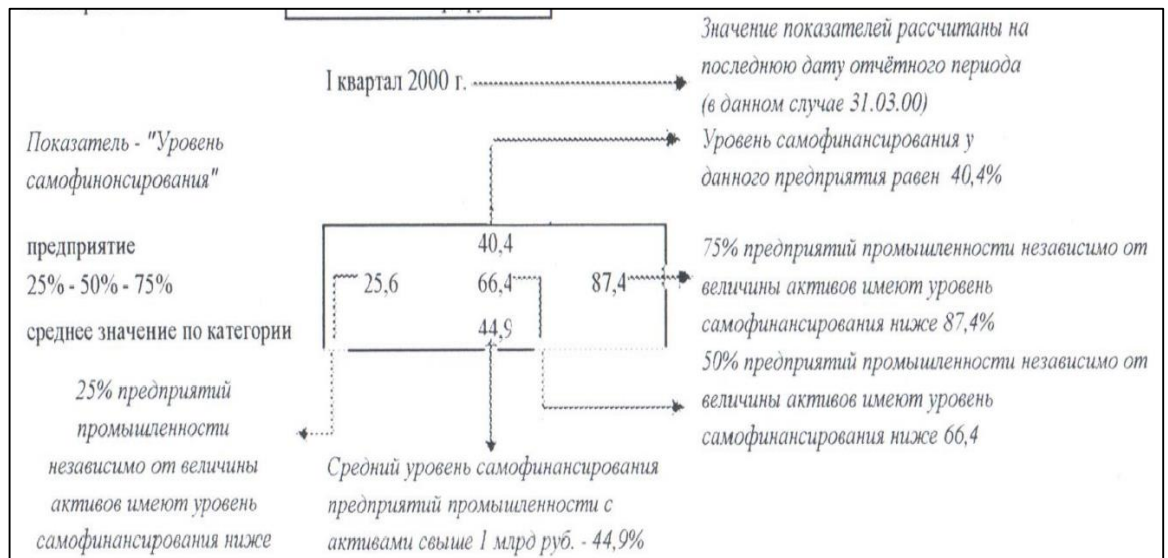 Значение показателей рассчитаны на
последнюю дату отчётного периода
(в данном случае 31.03.00)
I квартал 2000 г.
Показатель - "Уровень
самофинонсирования"
Уровень самофинансирования у
данного предприятия равен 40,4%
предприятие 40,4
25% - 50% - 75% 25,6 66,4 87,4
среднее значение по категории 44,9
75% предприятий промышленности независимо от
величины активов имеют уровень
самофинансирования ниже 87,4%
50% предприятий промышленности независимо от
величины активов имеют уровень
самофинансирования ниже 66,4
25% предприятий
промышленности
независимо от величины
активов имеют уровень
самофинансирования ниже
Средний уровень самофинансирования
предприятий промышленности с
активами свыше 1 млрд руб. - 44,9%